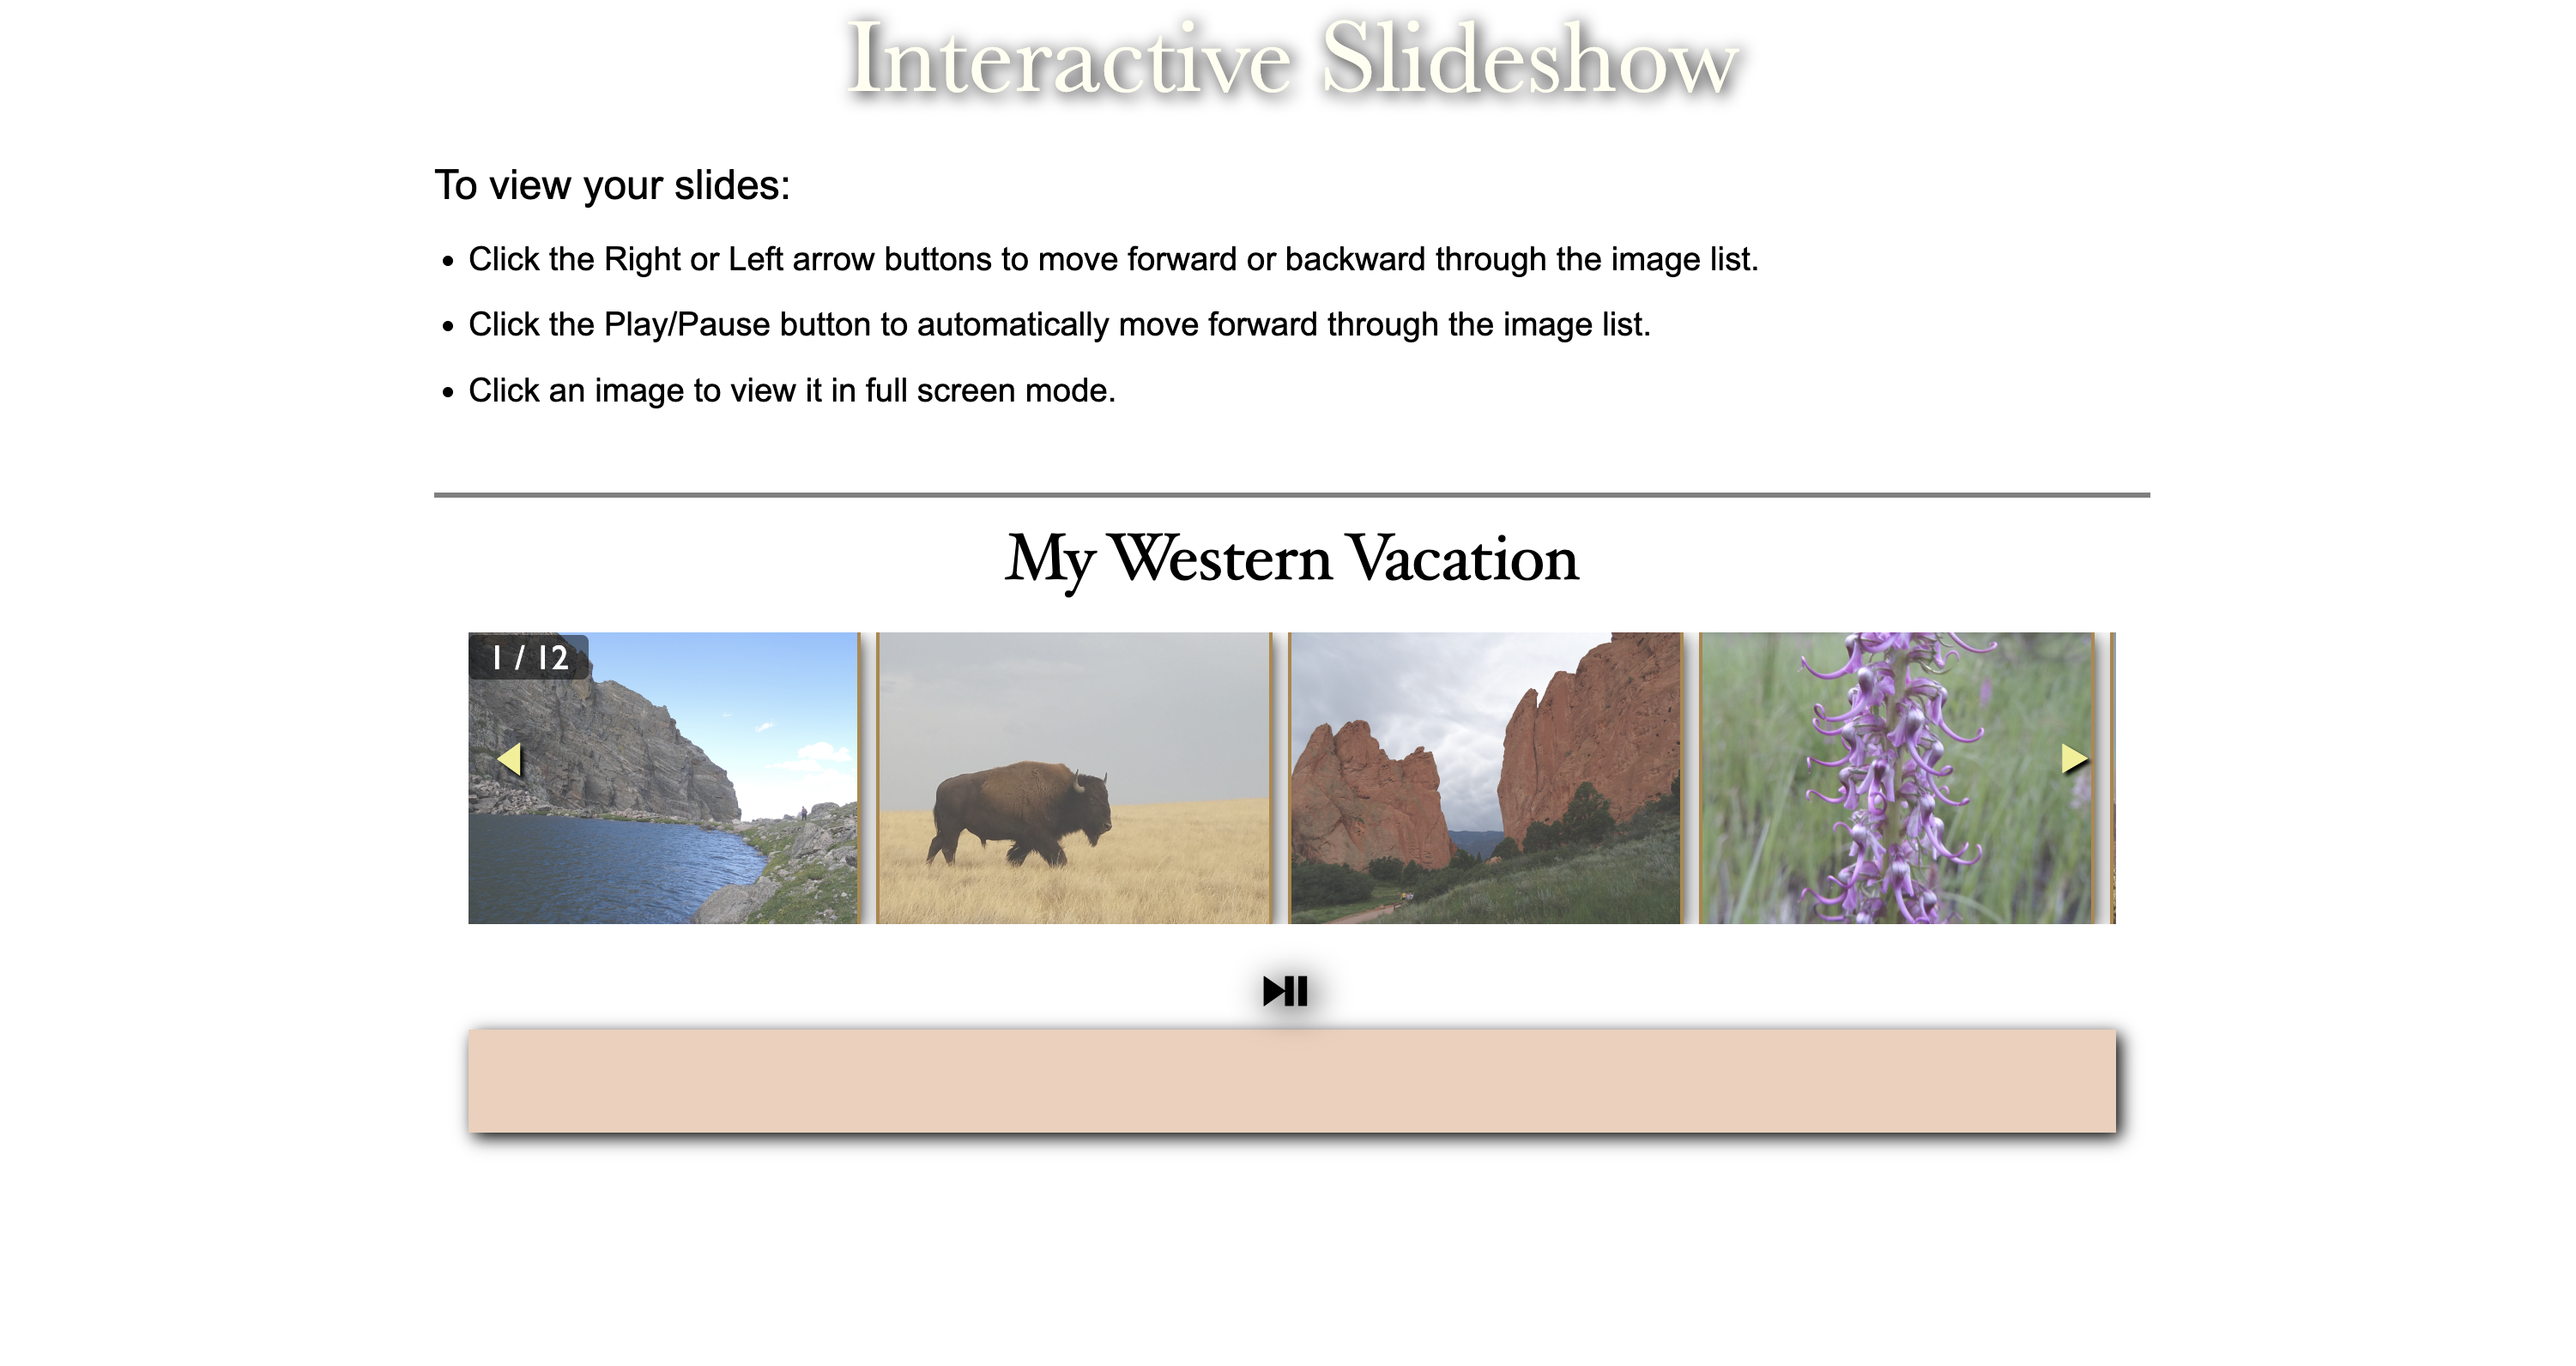 Interactive Slideshow
To view your slides:
Click the Right or Left arrow buttons to move forward or backward through the image list.
Click the Play/Pause button to automatically move forward through the image list.
Click an image to view it in full screen mode.
My Western Vacation
1 / 12